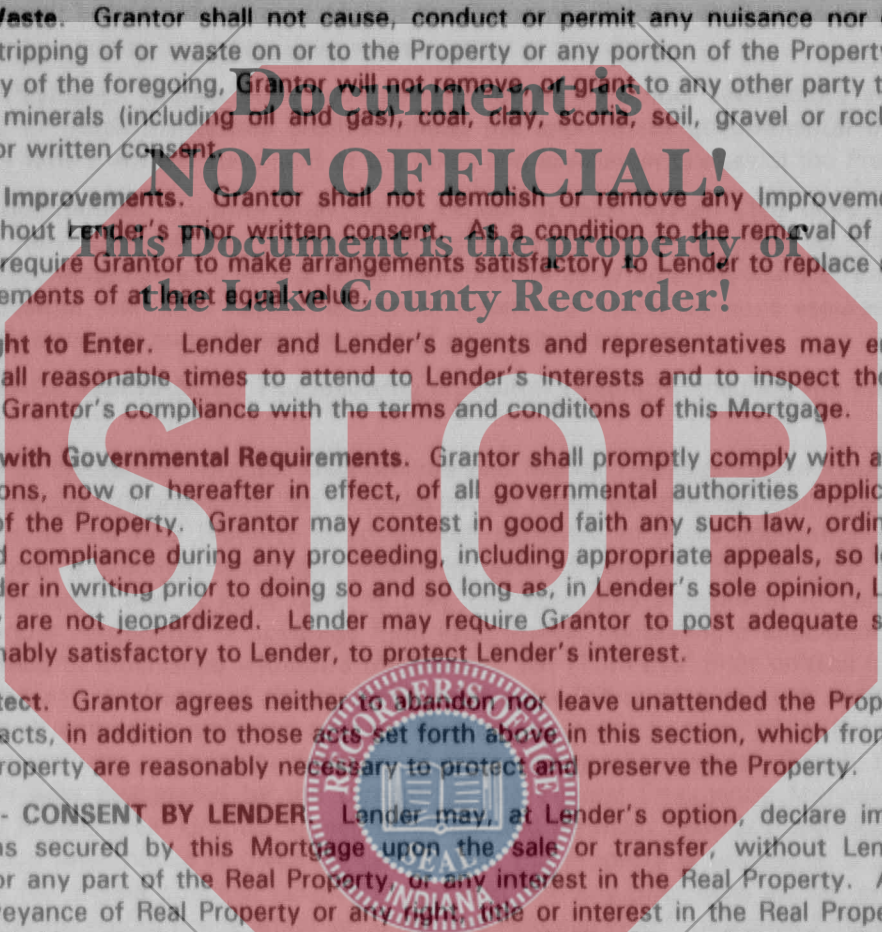 Waste. Grantor shall not cause, conduct or permit any nuisance nor
tripping of or waste on or to the Property or any portion of the Property
y of the foregoing, Grantor will not remove, or grant to any other party t
minerals (including oil and gas), coal, clay, scoria, soil, gravel or rock
or written consent.
Document is
NOT OFFICIAL!
This Document is the property of
the Lake County Recorder!
Improvements. Grantor shall not demolish or remove any Improveme
hout Lender's prior written consent. As a condition to the removal of
require Grantor to make arrangements satisfactory to Lender to replace
ements of at least equal value.
ght to Enter. Lender and Lender's agents and representatives may e
all reasonable times to attend to Lender's interests and to inspect the
Grantor's compliance with the terms and conditions of this Mortgage.
STOP
with Governmental Requirements. Grantor shall promptly comply with a
ons, now or hereafter in effect, of all governmental authorities applic
of the Property. Grantor may contest in good faith any such law, ordin
d compliance during any proceeding, including appropriate appeals, so l
der in writing prior to doing so and so long as, in Lender's sole opinion, L
y are not jeopardized. Lender may require Grantor to post adequate s
nably satisfactory to Lender, to protect Lender's interest.
tect. Grantor agrees neither to abandon nor leave unattended the Prop
acts, in addition to those acts set forth above in this section, which from
roperty are reasonably necessary to protect and preserve the Property.
- CONSENT BY LENDER. Lender may, at Lender's option, declare im
ns secured by this Mortgage upon the sale or transfer, without Len
or any part of the Real Property, or any interest in the Real Property. A
veyance of Real Property or any right, title or interest in the Real Prope
RECORDER'S OFFICE
SEAL
INDIANA